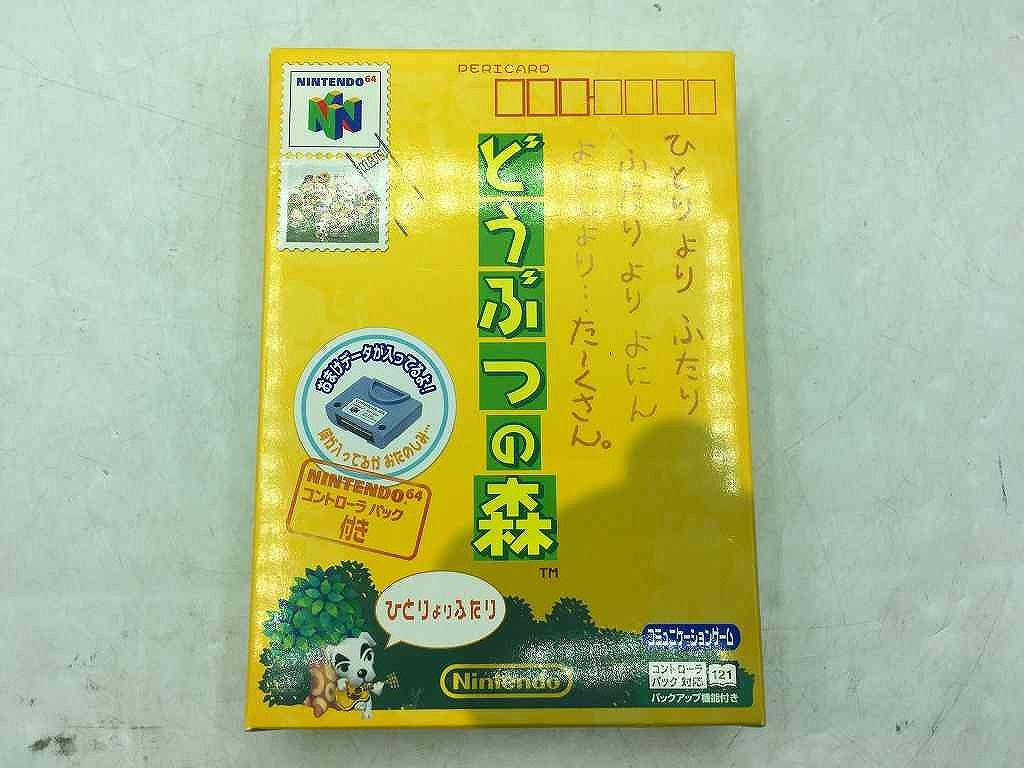 PERICARD
NINTENDO64
どうぶつの森
TM
ひとりより ふたり
ふたりより よにん
よにんより…たーくさん。
おまけデータが入ってるよ!
何が入ってるか おたのしみ…
NINTENDO64
コントローラ パック
付き
ひとりよりふたり
Nintendo
コミュニケーションゲーム
コントローラ
パック 対応
121
バックアップ機能付き